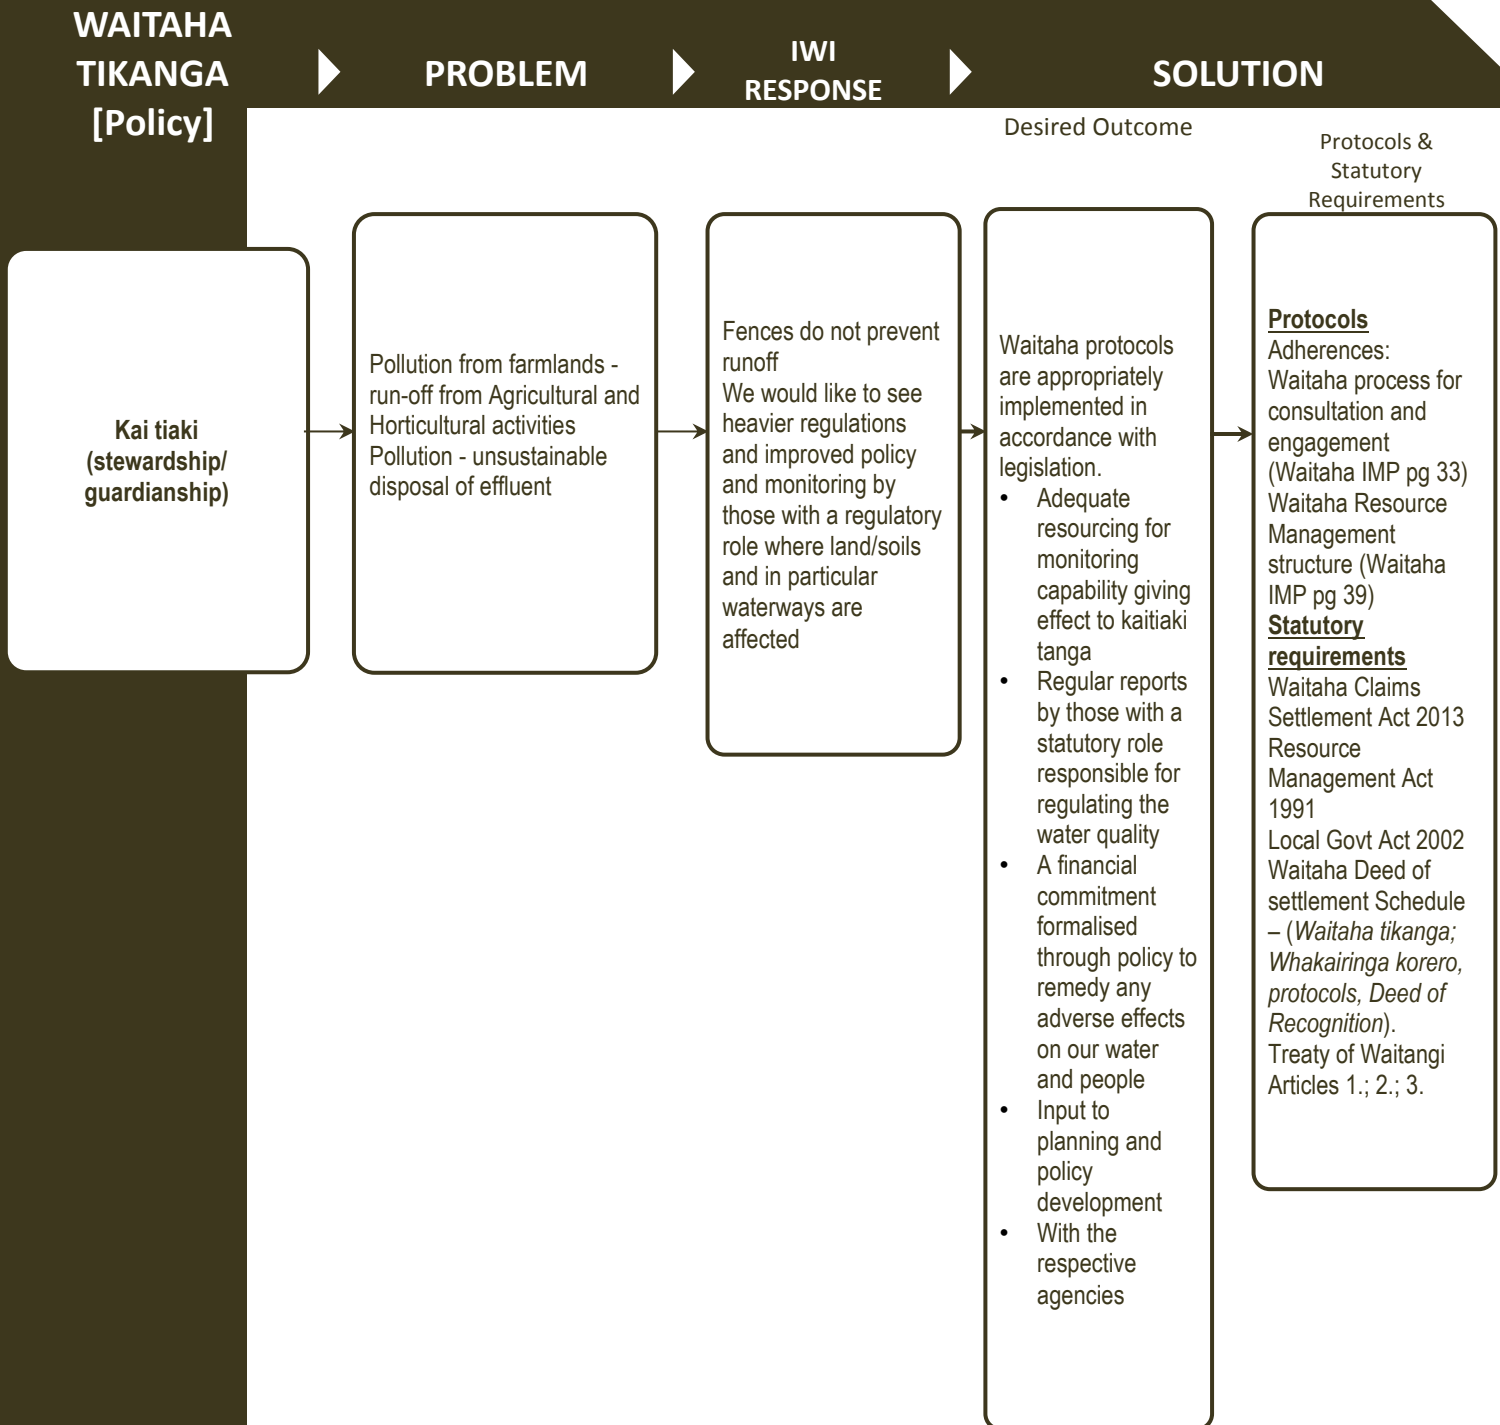 WAITAHA
TIKANGA
[Policy]
PROBLEM
IWI
RESPONSE
SOLUTION
Desired Outcome
Protocols &
Statutory
Requirements
Kai tiaki
(stewardship/
guardianship)
Pollution from farmlands -
run-off from Agricultural and
Horticultural activities
Pollution - unsustainable
disposal of effluent
Fences do not prevent
runoff
We would like to see
heavier regulations
and improved policy
and monitoring by
those with a regulatory
role where land/soils
and in particular
waterways are
affected
Waitaha protocols
are appropriately
implemented in
accordance with
legislation.
• Adequate
resourcing for
monitoring
capability giving
effect to kaitiaki
tanga
• Regular reports
by those with a
statutory role
responsible for
regulating the
water quality
• A financial
commitment
formalised
through policy to
remedy any
adverse effects
on our water
and people
• Input to
planning and
policy
development
• With the
respective
agencies
Protocols
Adherences:
Waitaha process for
consultation and
engagement
(Waitaha IMP pg 33)
Waitaha Resource
Management
structure (Waitaha
IMP pg 39)
Statutory
requirements
Waitaha Claims
Settlement Act 2013
Resource
Management Act
1991
Local Govt Act 2002
Waitaha Deed of
settlement Schedule
– (Waitaha tikanga;
Whakairinga korero,
protocols, Deed of
Recognition).
Treaty of Waitangi
Articles 1.; 2.; 3.